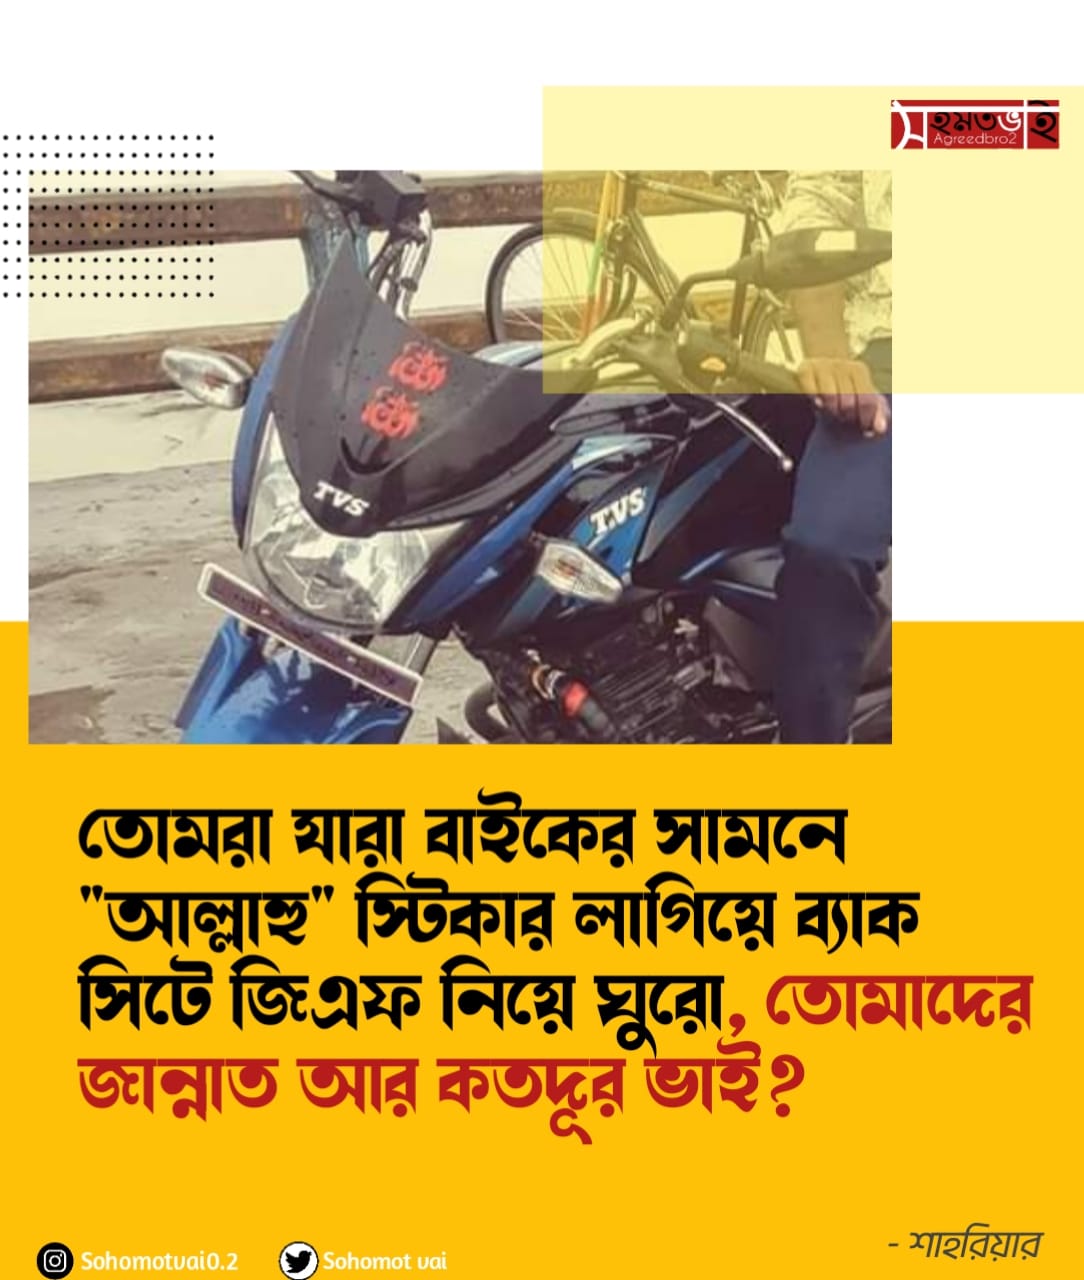 সহমতভাই
Agreedbro2
TVS
TVS
তোমরা যারা বাইকের সামনে
"আল্লাহু" স্টিকার লাগিয়ে ব্যাক
সিটে জিএফ নিয়ে ঘুরো, তোমাদের
জান্নাত আর কতদূর ভাই?
- শাহরিয়ার
Sohomotvai0.2
Sohomot vai